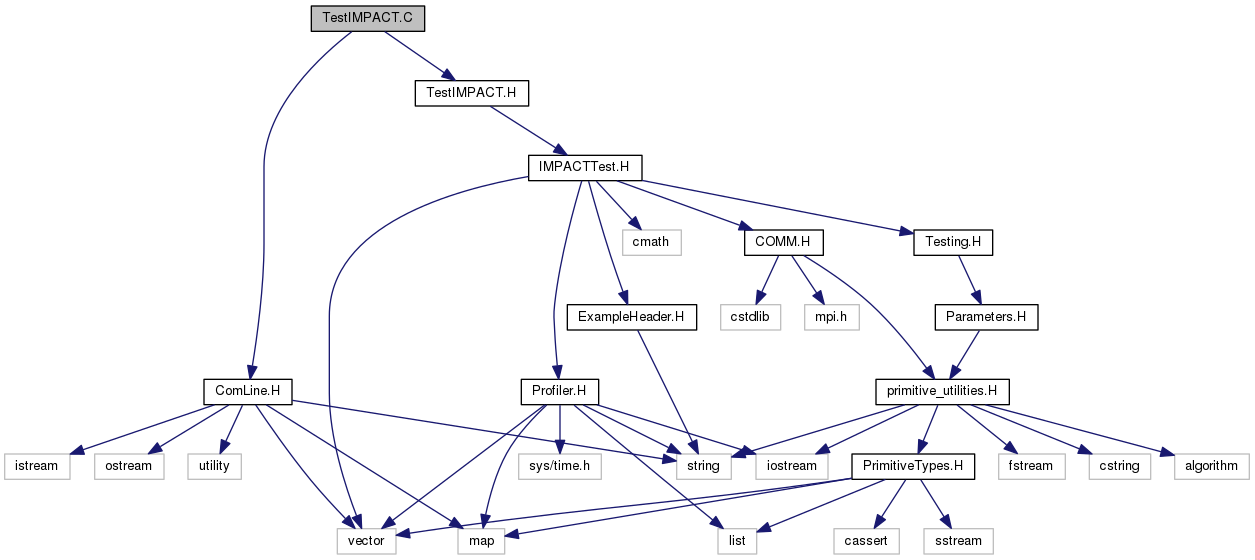 TestIMPACT.C
TestIMPACT.H
IMPACTTest.H
cmath
COMM.H
Testing.H
ExampleHeader.H
cstdlib
mpi.h
Parameters.H
ComLine.H
Profiler.H
primitive_utilities.H
istream
ostream
utility
sys/time.h
string
iostream
PrimitiveTypes.H
fstream
cstring
algorithm
vector
map
list
cassert
sstream